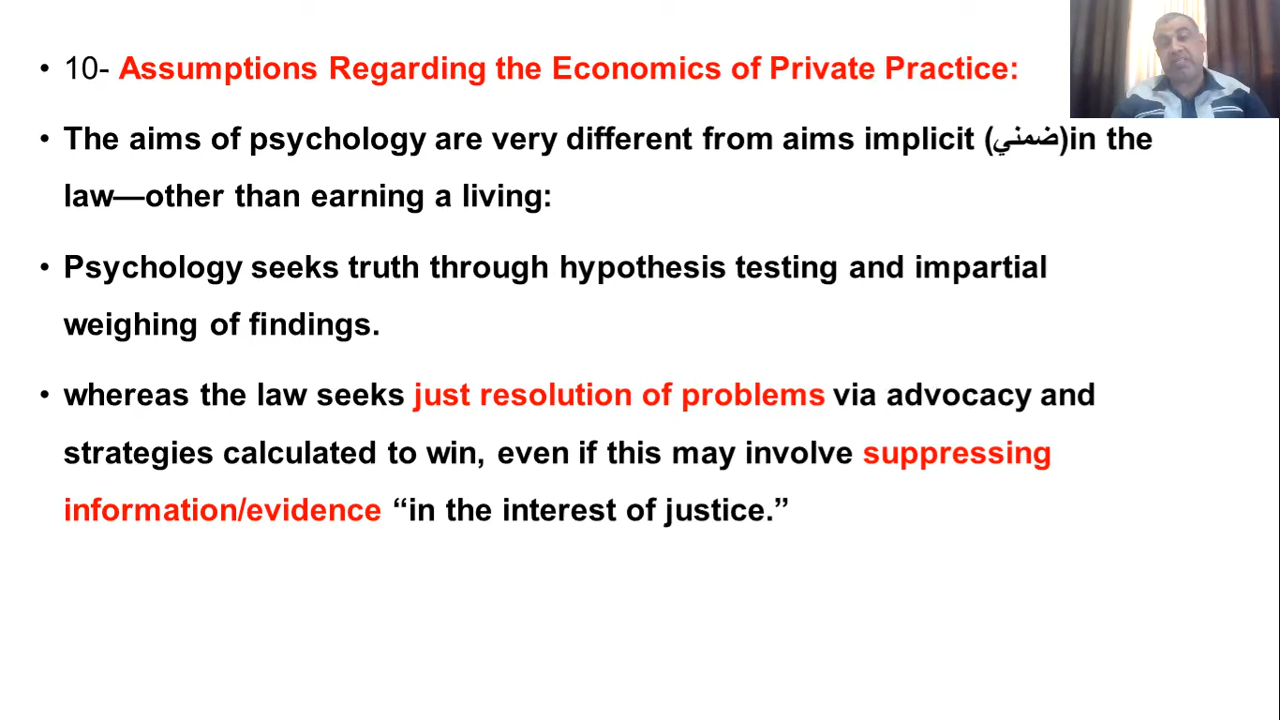 • 10- Assumptions Regarding the Economics of Private Practice:
• The aims of psychology are very different from aims implicit (ضمني)in the
law—other than earning a living:
• Psychology seeks truth through hypothesis testing and impartial
weighing of findings.
• whereas the law seeks just resolution of problems via advocacy and
strategies calculated to win, even if this may involve suppressing
information/evidence “in the interest of justice.”